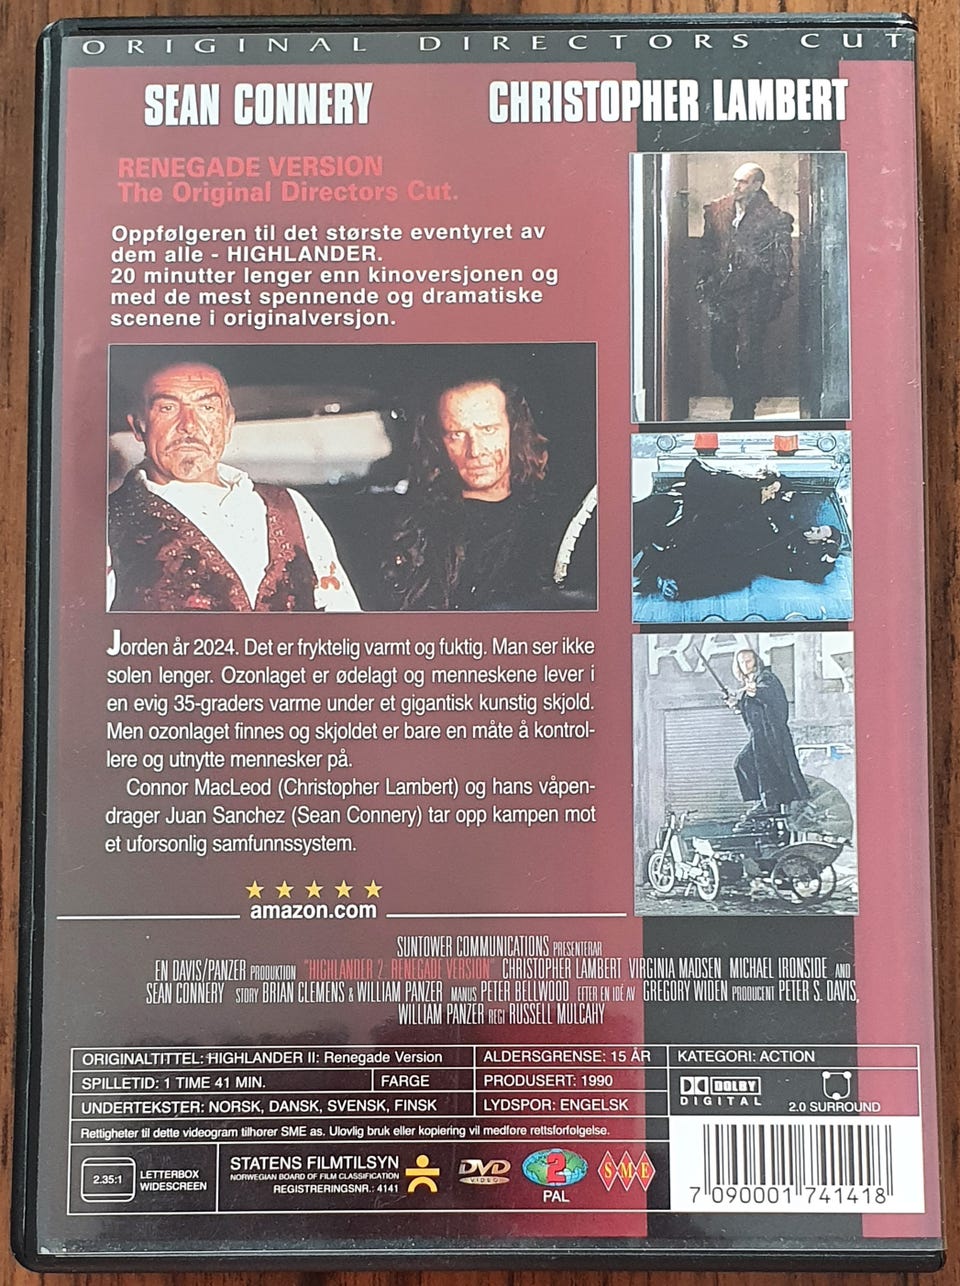 ORIGINAL DIRECTORS CUT
SEAN CONNERY CHRISTOPHER LAMBERT
RENEGADE VERSION
The Original Directors Cut.
Oppfølgeren til det største eventyret av
dem alle - HIGHLANDER.
20 minutter lenger enn kinoversjonen og
med de mest spennende og dramatiske
scenene i originalversjon.
Jorden år 2024. Det er fryktelig varmt og fuktig. Man ser ikke
solen lenger. Ozonlaget er ødelagt og menneskene lever i
en evig 35-graders varme under et gigantisk kunstig skjold.
Men ozonlaget finnes og skjoldet er bare en måte å kontrol-
lere og utnytte mennesker på.
Connor MacLeod (Christopher Lambert) og hans våpen-
drager Juan Sanchez (Sean Connery) tar opp kampen mot
et uforsonlig samfunnssystem.
amazon.com
SUNTOWER COMMUNICATIONS PRESENTERAR
EN DAVIS/PANZER PRODUKTION "HIGHLANDER 2: RENEGADE VERSION" CHRISTOPHER LAMBERT VIRGINIA MADSEN MICHAEL IRONSIDE AND
SEAN CONNERY STORY BRIAN CLEMENS & WILLIAM PANZER MANUS PETER BELLWOOD EFTER EN IDÉ AV GREGORY WIDEN PRODUCENT PETER S. DAVIS,
WILLIAM PANZER REGI RUSSELL MULCAHY
ORIGINALTITTEL: HIGHLANDER II: Renegade Version ALDERSGRENSE: 15 ÅR KATEGORI: ACTION
SPILLETID: 1 TIME 41 MIN. FARGE PRODUSERT: 1990
UNDERTEKSTER: NORSK, DANSK, SVENSK, FINSK LYDSPOR: ENGELSK
DOLBY
DIGITAL
2.0 SURROUND
Rettigheter til dette videogram tilhører SME as. Ulovlig bruk eller kopiering vil medføre rettsforfølgelse.
2.35:1
LETTERBOX
WIDESCREEN
STATENS FILMTILSYN
NORWEGIAN BOARD OF FILM CLASSIFICATION
REGISTRERINGSNR.: 4141
DVD
VIDEO
2
PAL
SME
7 090001 741418